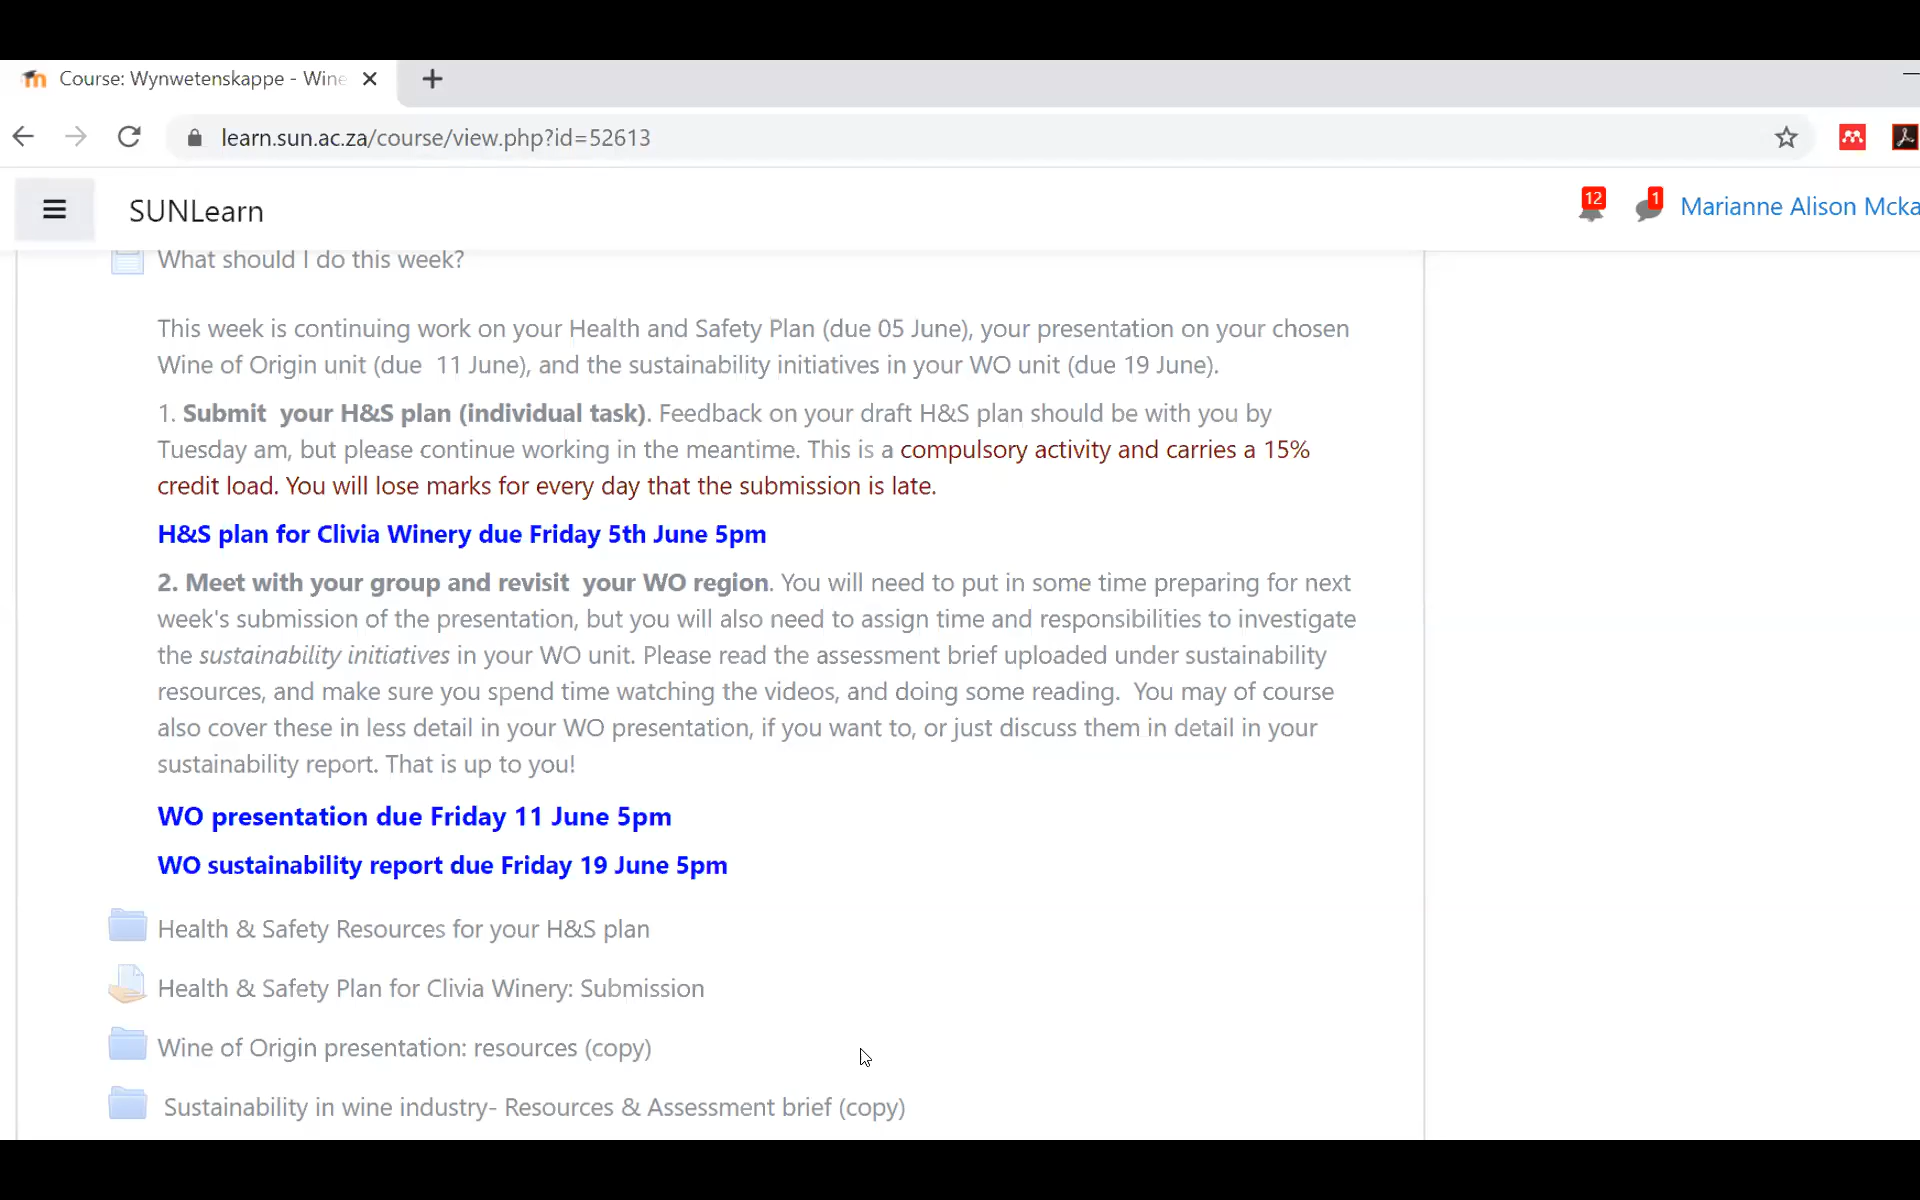 Course: Wynwetenskappe - Wine
learn.sun.ac.za/course/view.php?id=52613
SUNLearn
12
1
Marianne Alison Mcka
What should I do this week?
This week is continuing work on your Health and Safety Plan (due 05 June), your presentation on your chosen
Wine of Origin unit (due  11 June), and the sustainability initiatives in your WO unit (due 19 June).
1. Submit  your H&S plan (individual task). Feedback on your draft H&S plan should be with you by
Tuesday am, but please continue working in the meantime. This is a compulsory activity and carries a 15%
credit load. You will lose marks for every day that the submission is late.
H&S plan for Clivia Winery due Friday 5th June 5pm
2. Meet with your group and revisit  your WO region. You will need to put in some time preparing for next
week's submission of the presentation, but you will also need to assign time and responsibilities to investigate
the sustainability initiatives in your WO unit. Please read the assessment brief uploaded under sustainability
resources, and make sure you spend time watching the videos, and doing some reading.  You may of course
also cover these in less detail in your WO presentation, if you want to, or just discuss them in detail in your
sustainability report. That is up to you!
WO presentation due Friday 11 June 5pm
WO sustainability report due Friday 19 June 5pm
Health & Safety Resources for your H&S plan
Health & Safety Plan for Clivia Winery: Submission
Wine of Origin presentation: resources (copy)
Sustainability in wine industry- Resources & Assessment brief (copy)